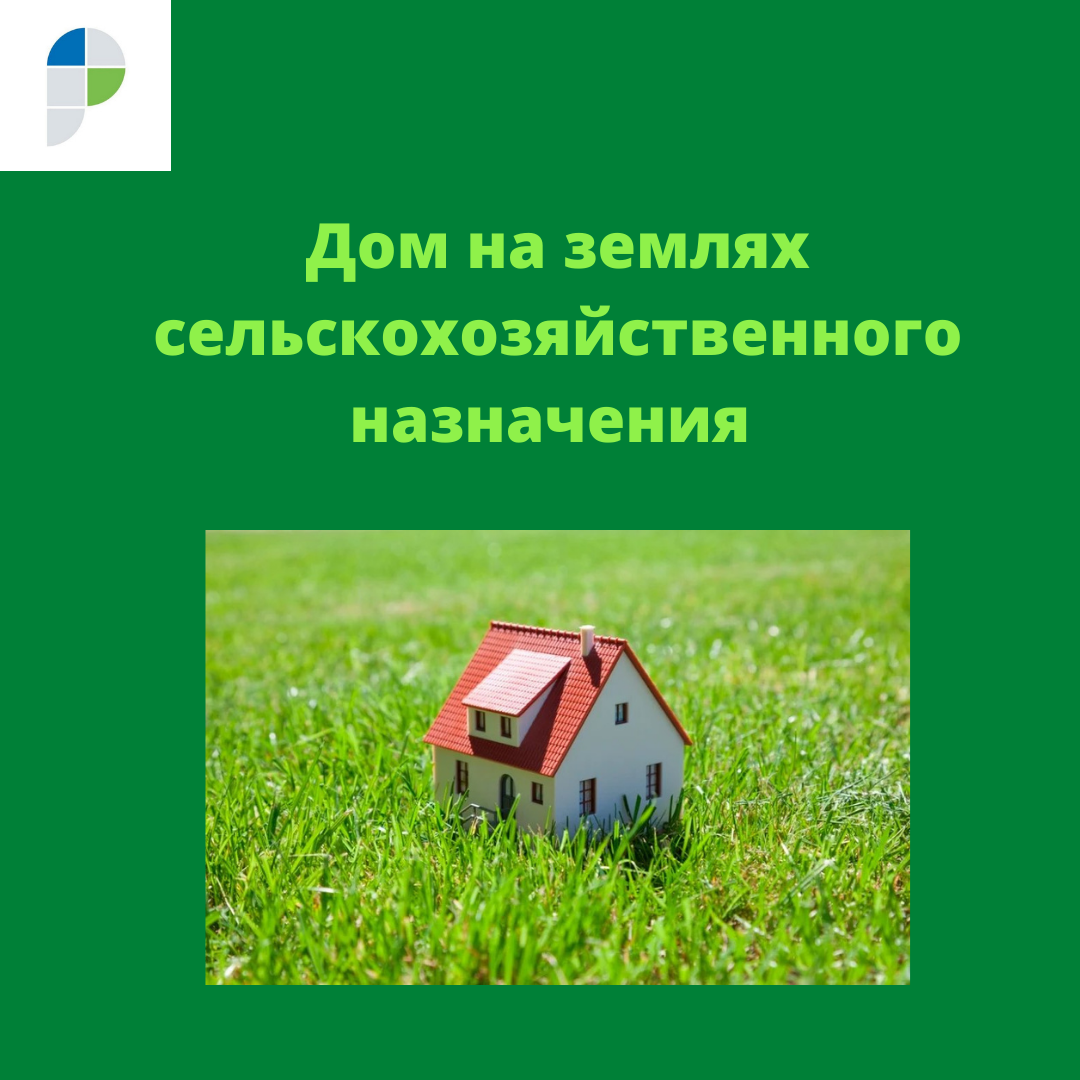 Дом на землях
сельскохозяйственного
назначения